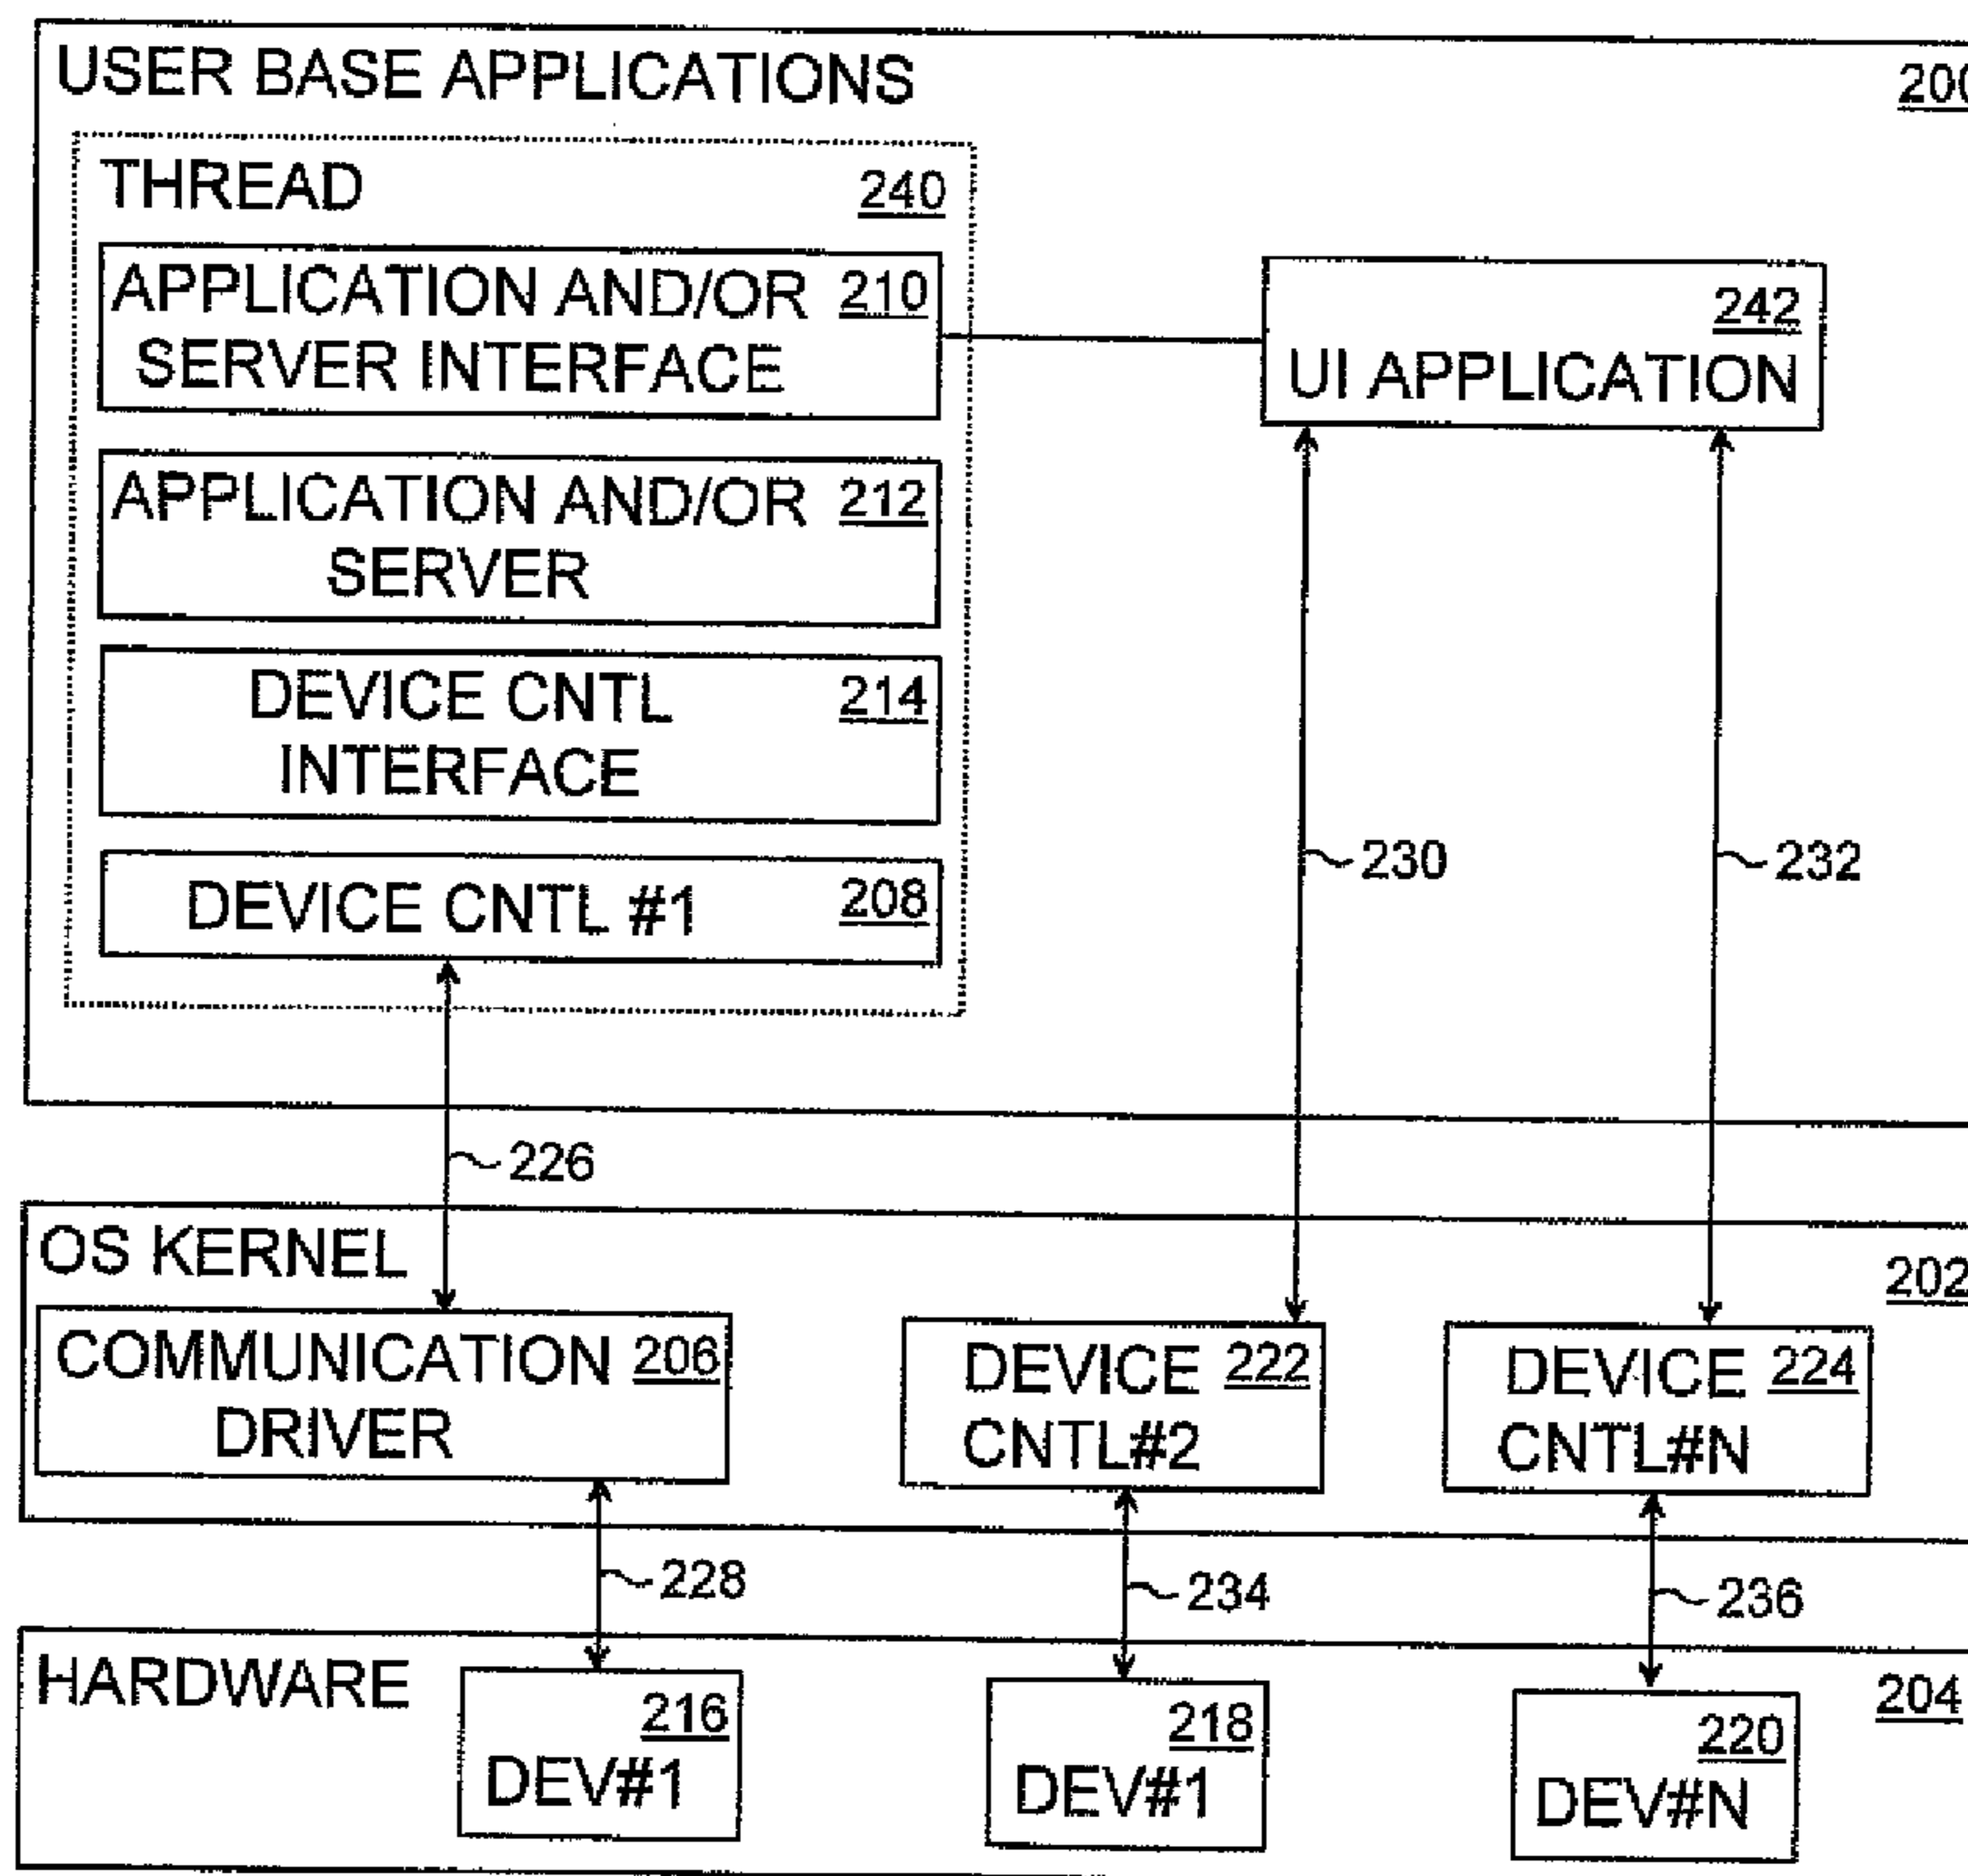 USER BASE APPLICATIONS
200
THREAD
240
APPLICATION AND/OR 210
SERVER INTERFACE
242
UI APPLICATION
APPLICATION AND/OR 212
SERVER
DEVICE CNTL 214
INTERFACE
DEVICE CNTL #1 208
230
232
226
OS KERNEL
202
COMMUNICATION 206
DRIVER
DEVICE 222
CNTL#2
DEVICE 224
CNTL#N
228
234
236
HARDWARE
204
216
DEV#1
218
DEV#1
220
DEV#N